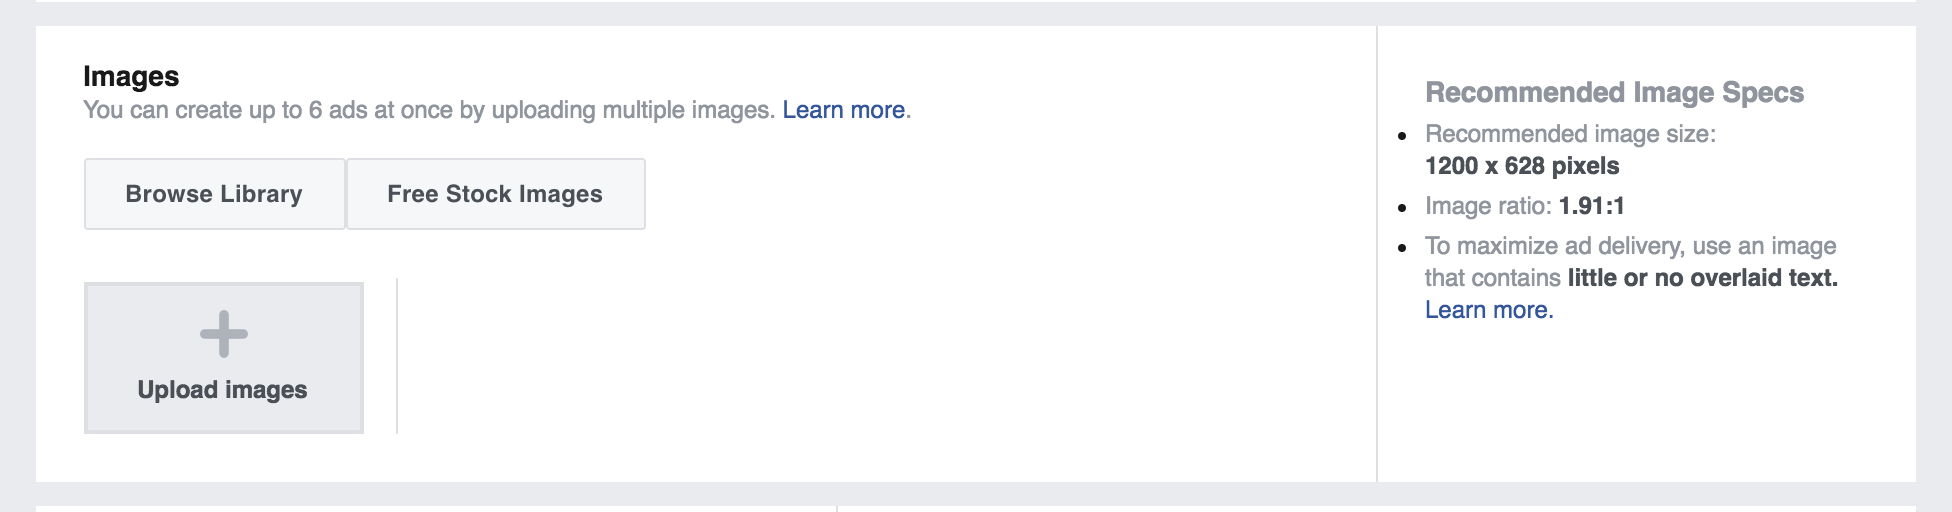 Images
You can create up to 6 ads at once by uploading multiple images. Learn more.
Browse Library
Free Stock Images
Upload images
Recommended Image Specs
Recommended image size:
1200 x 628 pixels
Image ratio: 1.91:1
To maximize ad delivery, use an image
that contains little or no overlaid text.
Learn more.